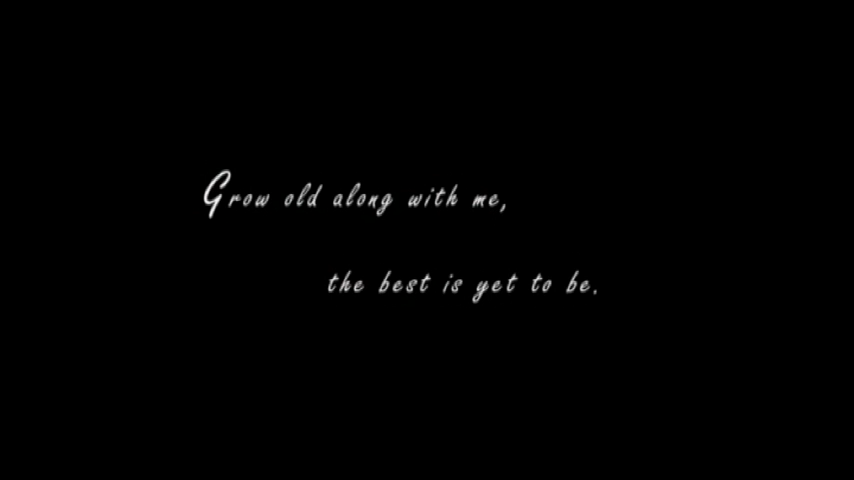 Grow old along with me,
the best is yet to be.